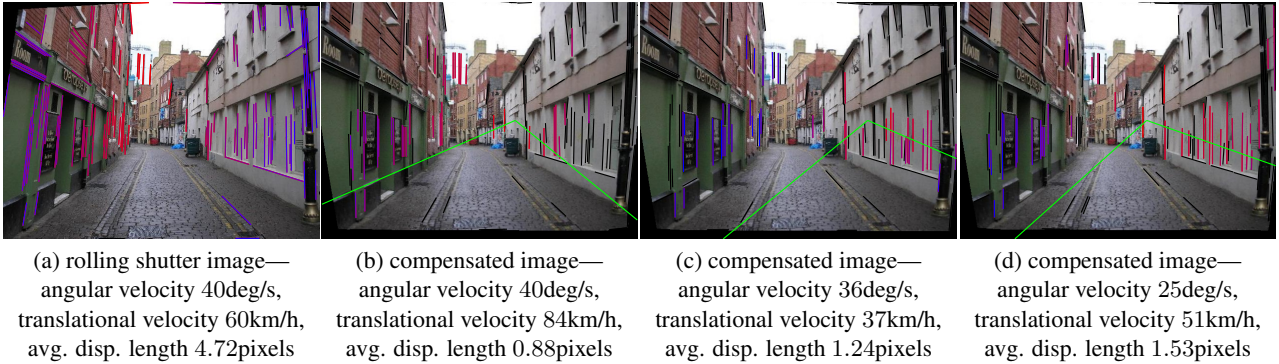 ROOM
(a) rolling shutter image—
angular velocity 40deg/s,
translational velocity 60km/h,
avg. disp. length 4.72pixels
(b) compensated image—
angular velocity 40deg/s,
translational velocity 84km/h,
avg. disp. length 0.88pixels
(c) compensated image—
angular velocity 36deg/s,
translational velocity 37km/h,
avg. disp. length 1.24pixels
(d) compensated image—
angular velocity 25deg/s,
translational velocity 51km/h,
avg. disp. length 1.53pixels